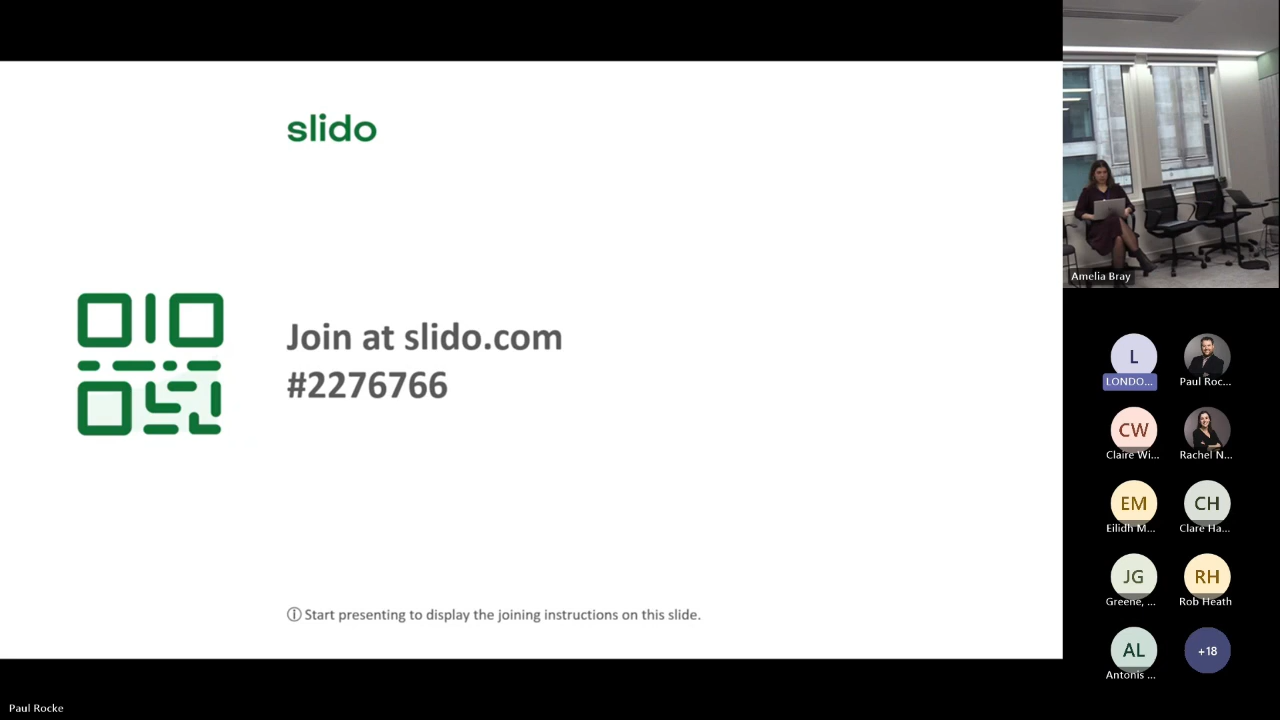 slido
Join at slido.com
#2276766
Start presenting to display the joining instructions on this slide.
Amelia Bray
L
LONDO...
Paul Roc...
CW
Claire Wi...
Rachel N...
EM
Eilidh M...
CH
Clare Ha...
JG
Greene, ...
RH
Rob Heath
AL
Antonis ...
+18
Paul Rocke